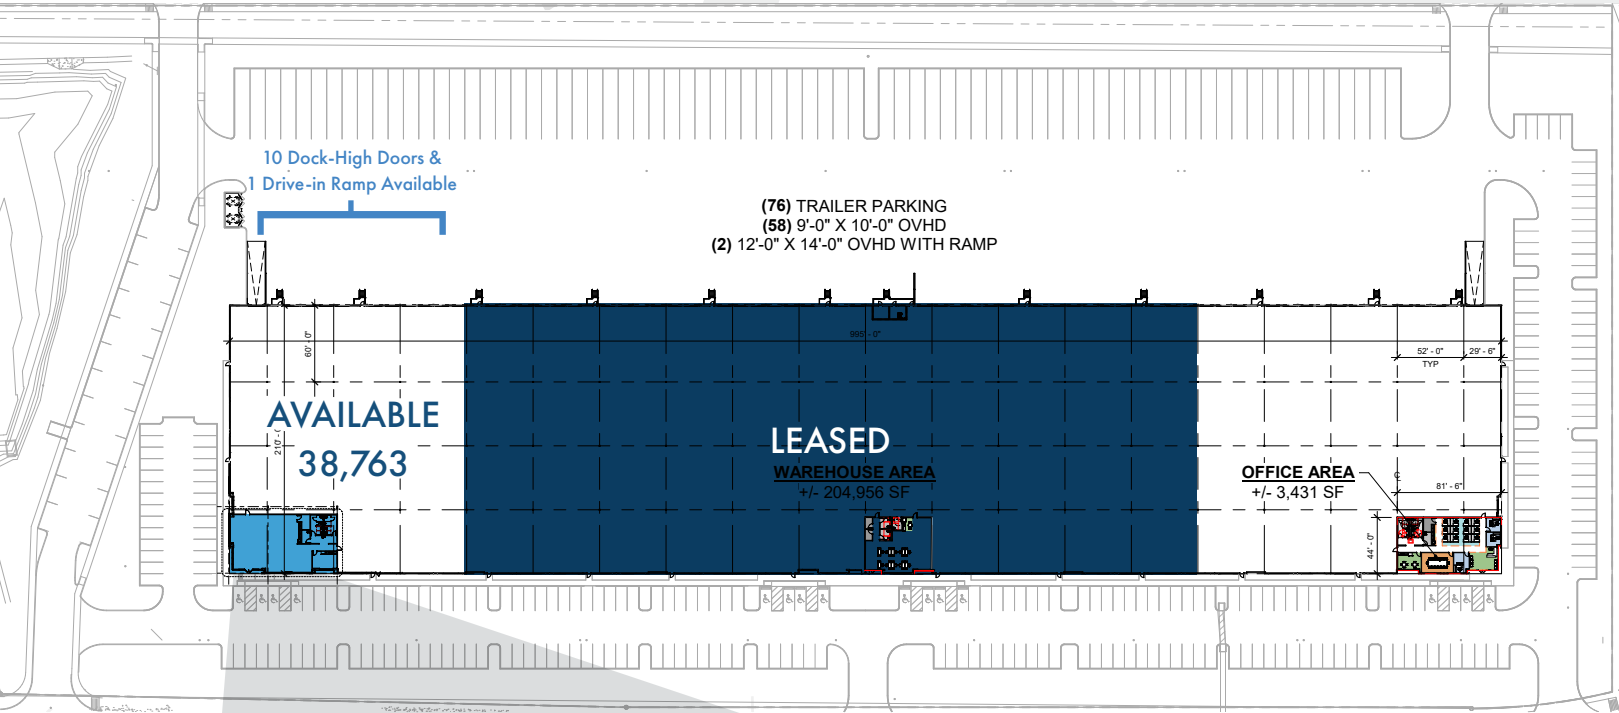 10 Dock-High Doors &
1 Drive-in Ramp Available
(76) TRAILER PARKING
(58) 9'-0" X 10'-0" OVHD
(2) 12'-0" X 14'-0" OVHD WITH RAMP
60' - 0"
995' - 0"
52' - 0"
29' - 6"
TYP
AVAILABLE
38,763
LEASED
WAREHOUSE AREA
+/- 204,956 SF
OFFICE AREA
+/- 3,431 SF
81' - 6"
44' - 0"